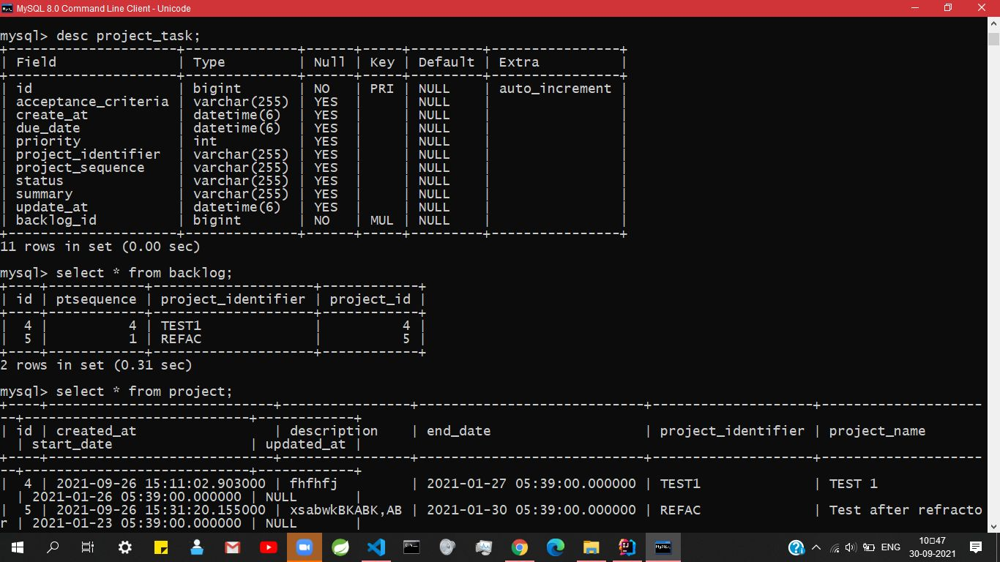 MySQL 8.0 Command Line Client - Unicode
mysql> desc project_task;
+---------------------+--------------+------+-----+---------+----------------+
| Field               | Type         | Null | Key | Default | Extra          |
+---------------------+--------------+------+-----+---------+----------------+
| id                  | bigint       | NO   | PRI | NULL    | auto_increment |
| acceptance_criteria | varchar(255) | YES  |     | NULL    |                |
| create_at           | datetime(6)  | YES  |     | NULL    |                |
| due_date            | datetime(6)  | YES  |     | NULL    |                |
| priority            | int          | YES  |     | NULL    |                |
| project_identifier  | varchar(255) | YES  |     | NULL    |                |
| project_sequence    | varchar(255) | YES  |     | NULL    |                |
| status              | varchar(255) | YES  |     | NULL    |                |
| summary             | varchar(255) | YES  |     | NULL    |                |
| update_at           | datetime(6)  | YES  |     | NULL    |                |
| backlog_id          | bigint       | NO   | MUL | NULL    |                |
+---------------------+--------------+------+-----+---------+----------------+
11 rows in set (0.00 sec)
mysql> select * from backlog;
+----+------------+--------------------+------------+
| id | ptsequence | project_identifier | project_id |
+----+------------+--------------------+------------+
|  4 |          4 | TEST1              |          4 |
|  5 |          1 | REFAC              |          5 |
+----+------------+--------------------+------------+
2 rows in set (0.31 sec)
mysql> select * from project;
+----+----------------------------+----------------+----------------------------+--------------------+--------------------
--+----------------------------+------------+
| id | created_at                 | description    | end_date                   | project_identifier | project_name
  | start_date                 | updated_at |
+----+----------------------------+----------------+----------------------------+--------------------+--------------------
--+----------------------------+------------+
|  4 | 2021-09-26 15:11:02.903000 | fhfhfj         | 2021-01-27 05:39:00.000000 | TEST1              | TEST 1
  | 2021-01-26 05:39:00.000000 | NULL       |
|  5 | 2021-09-26 15:31:20.155000 | xsabwkBKABK,AB | 2021-01-30 05:39:00.000000 | REFAC              | Test after refracto
r | 2021-01-23 05:39:00.000000 | NULL       |
ENG
10▯47
30-09-2021